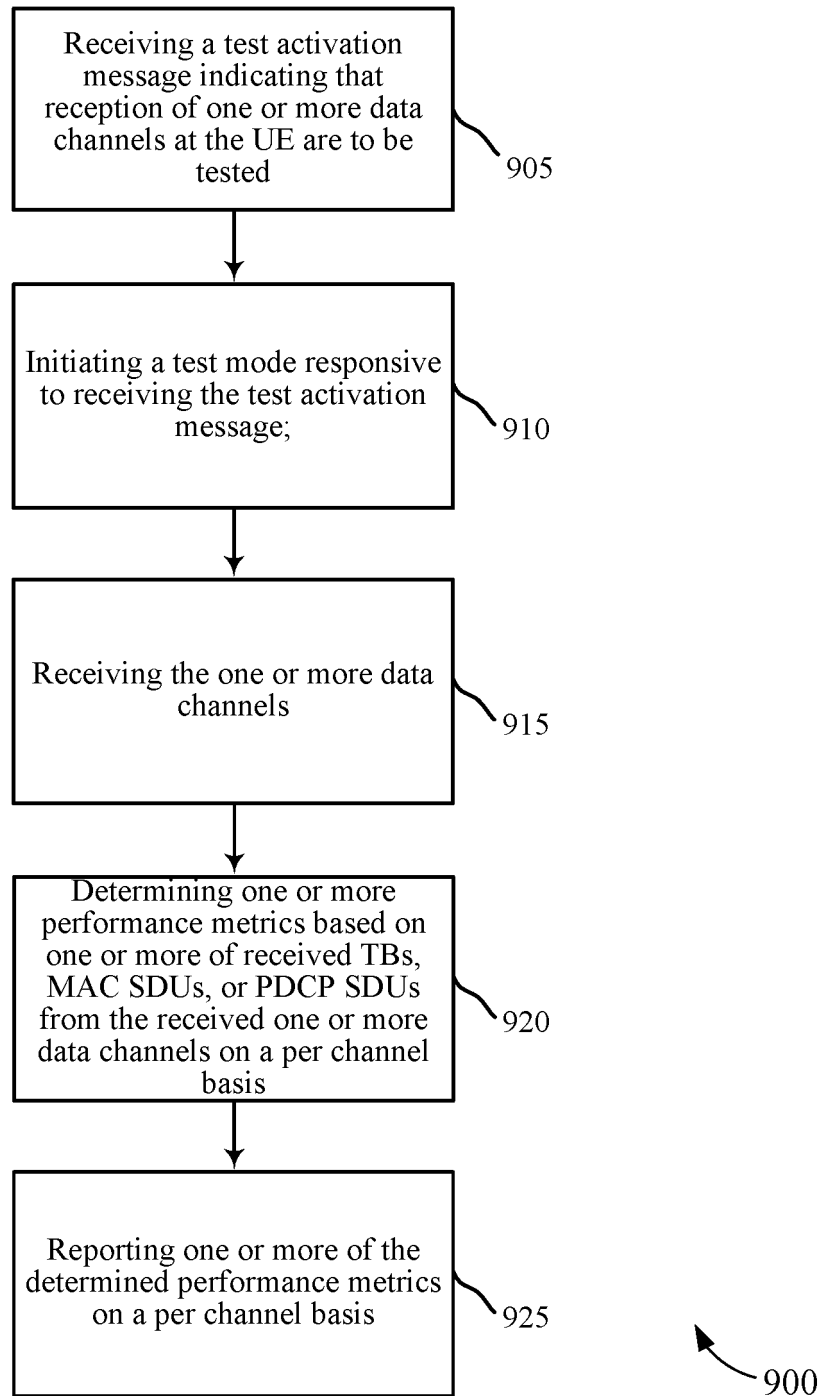 Receiving a test activation
message indicating that
reception of one or more data
channels at the UE are to be
tested
905
Initiating a test mode responsive
to receiving the test activation
message;
910
Receiving the one or more data
channels
915
Determining one or more
performance metrics based on
one or more of received TBs,
MAC SDUs, or PDCP SDUs
from the received one or more
data channels on a per channel
basis
920
Reporting one or more of the
determined performance metrics
on a per channel basis
925
900